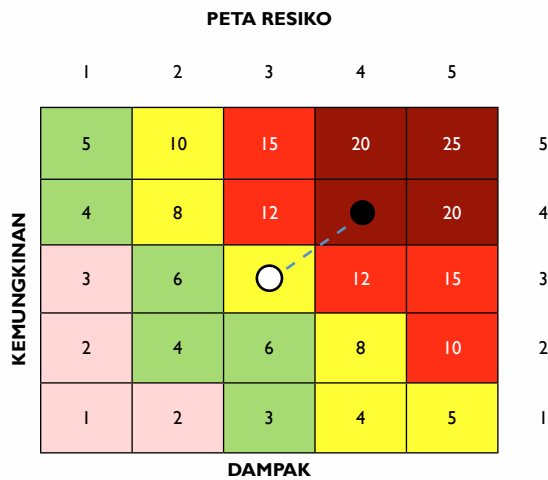 PETA RESIKO
1 2 3 4 5
5 10 15 20 25 5
4 8 12 20 4
KEMUNGKINAN
3 6 12 15 3
2 4 6 8 10 2
1 2 3 4 5 1
DAMPAK